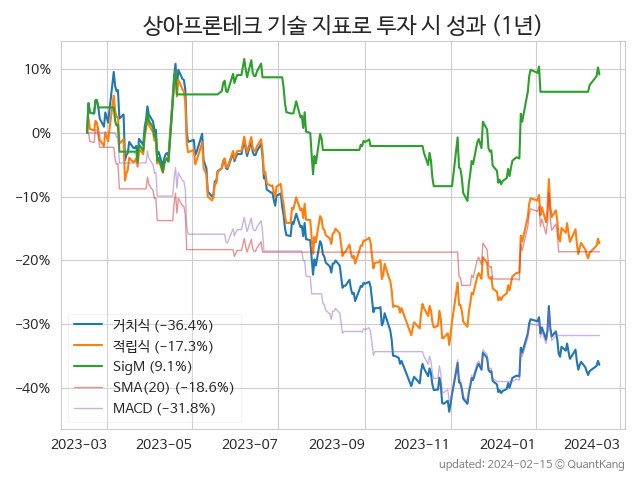 상아프론테크 기술 지표로 투자 시 성과 (1년)
10%
0%
−10%
−20%
−30%
−40%
거치식 (−36.4%)
적립식 (−17.3%)
SigM (9.1%)
SMA(20) (−18.6%)
MACD (−31.8%)
2023-03 2023-05 2023-07 2023-09 2023-11 2024-01 2024-03
updated: 2024-02-15 © QuantKang